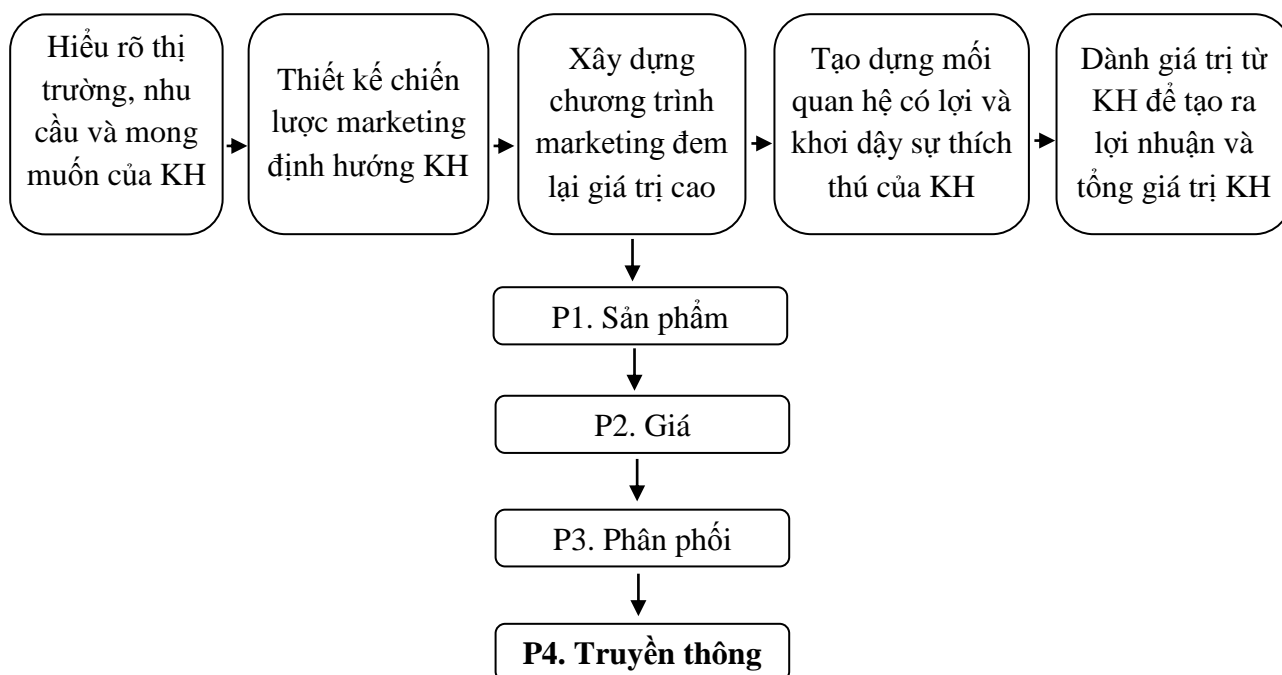 Hiểu rõ thị
trường, nhu
cầu và mong
muốn của KH
Thiết kế chiến
lược marketing
định hướng KH
Xây dựng
chương trình
marketing đem
lại giá trị cao
Tạo dựng mối
quan hệ có lợi và
khơi dậy sự thích
thú của KH
Dành giá trị từ
KH để tạo ra
lợi nhuận và
tổng giá trị KH
P1. Sản phẩm
P2. Giá
P3. Phân phối
P4. Truyền thông